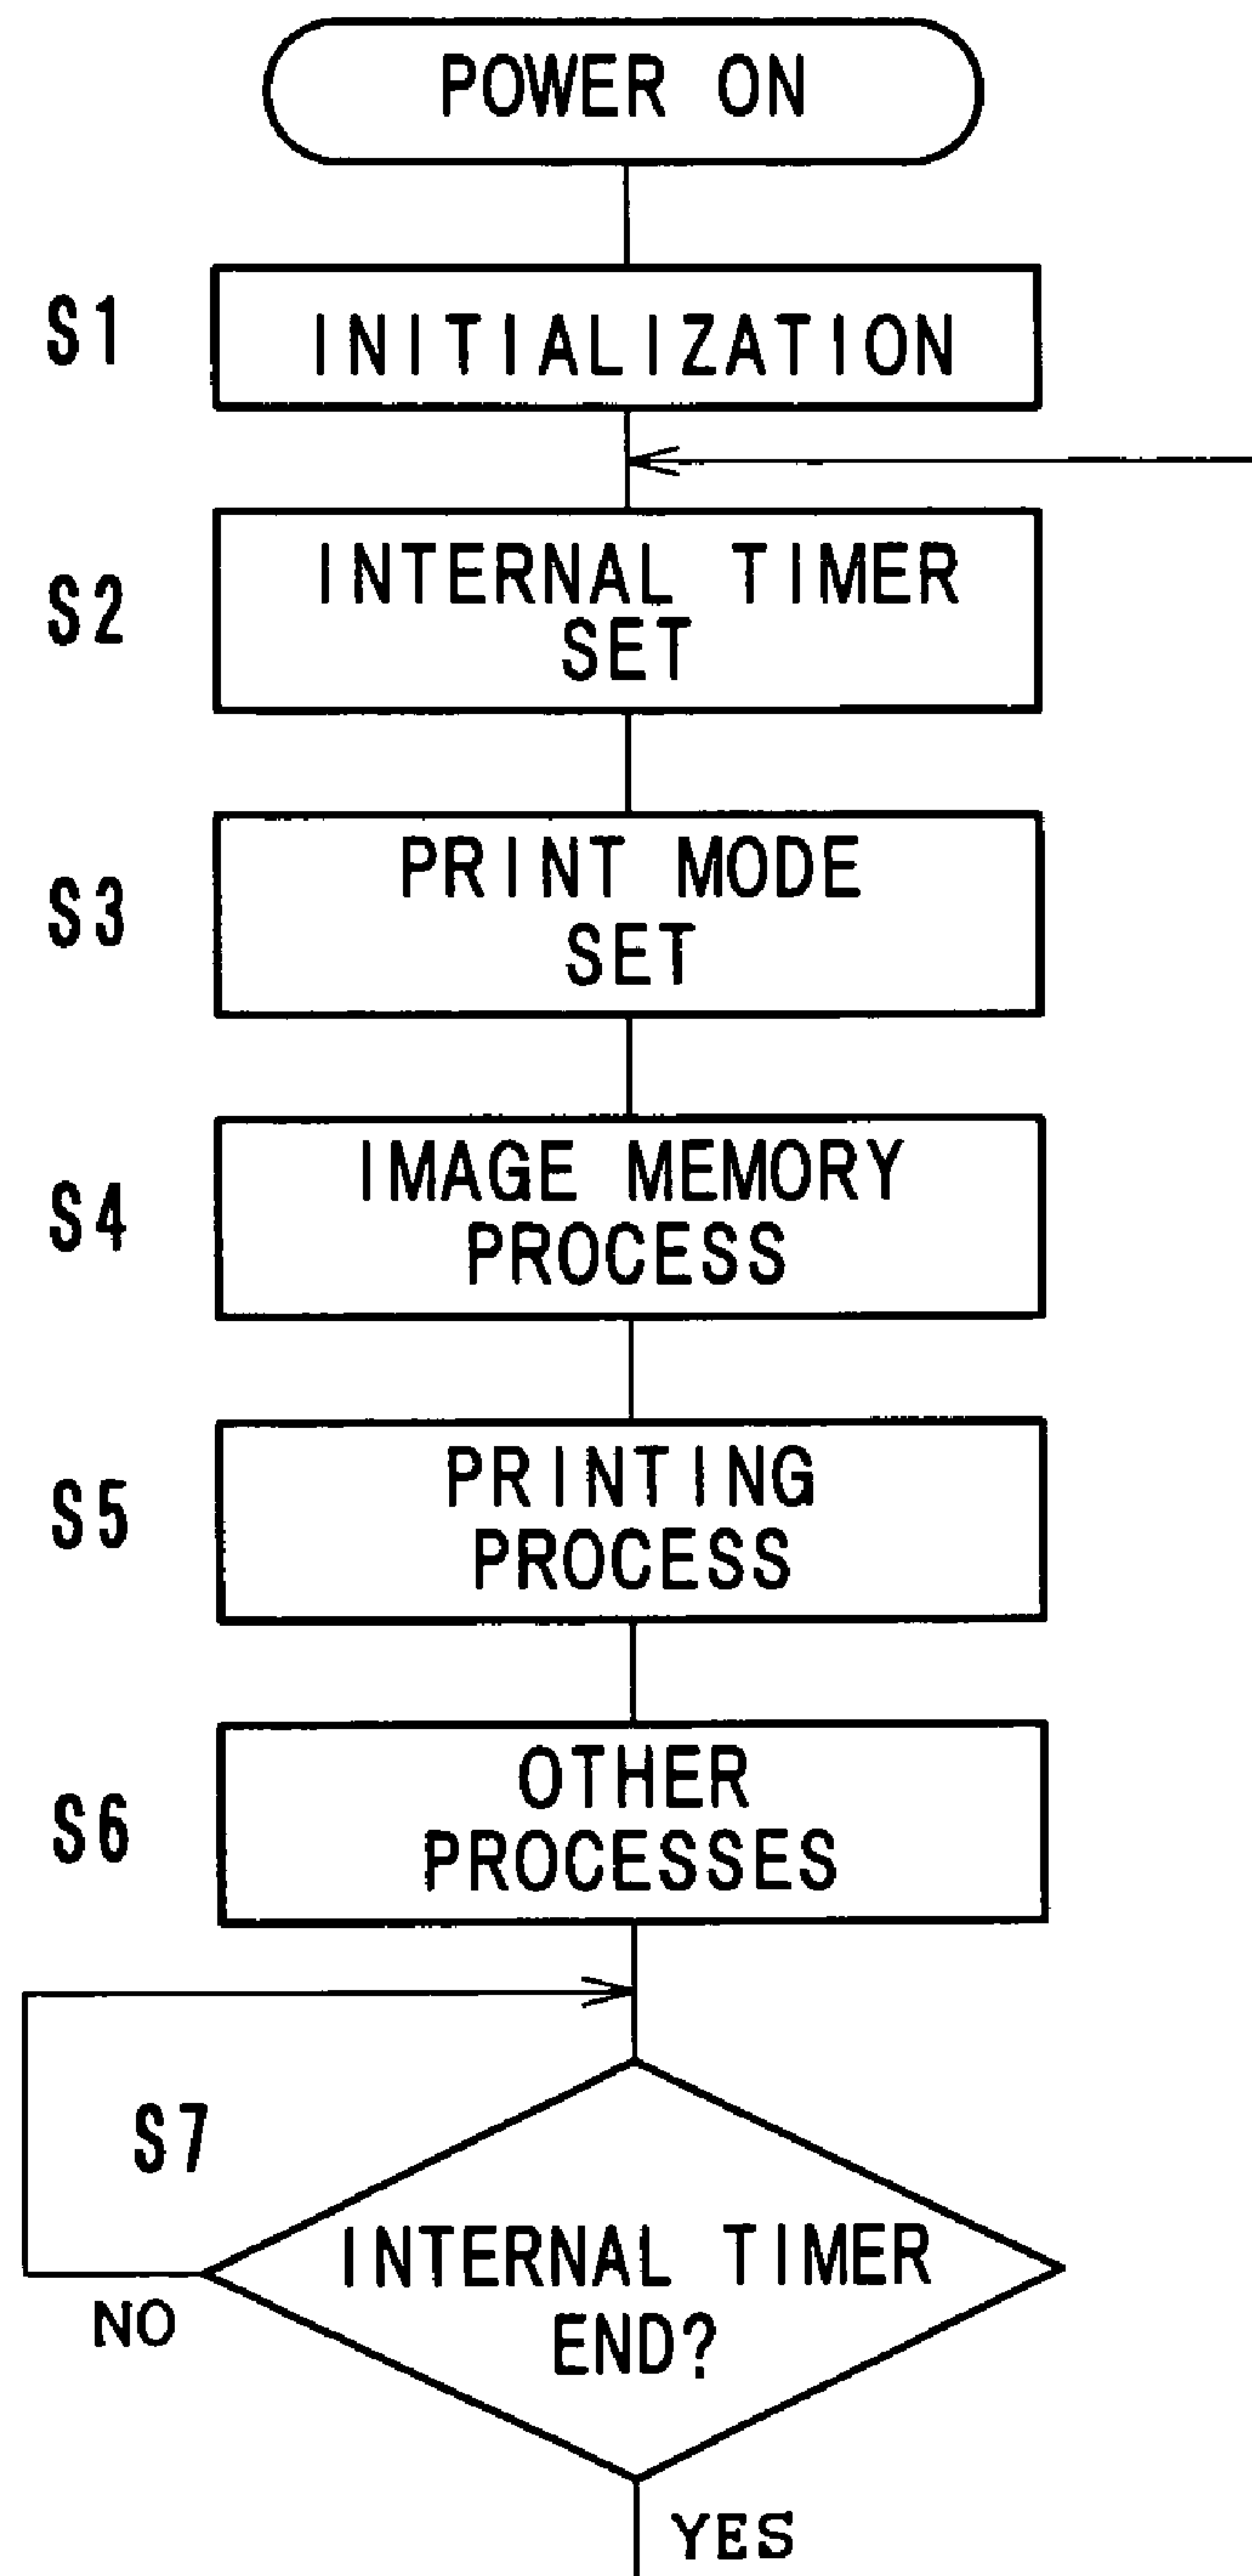 POWER ON
S1
INITIALIZATION
S2
INTERNAL TIMER
SET
S3
PRINT MODE
SET
S4
IMAGE MEMORY
PROCESS
S5
PRINTING
PROCESS
S6
OTHER
PROCESSES
S7
INTERNAL TIMER
END?
NO
YES